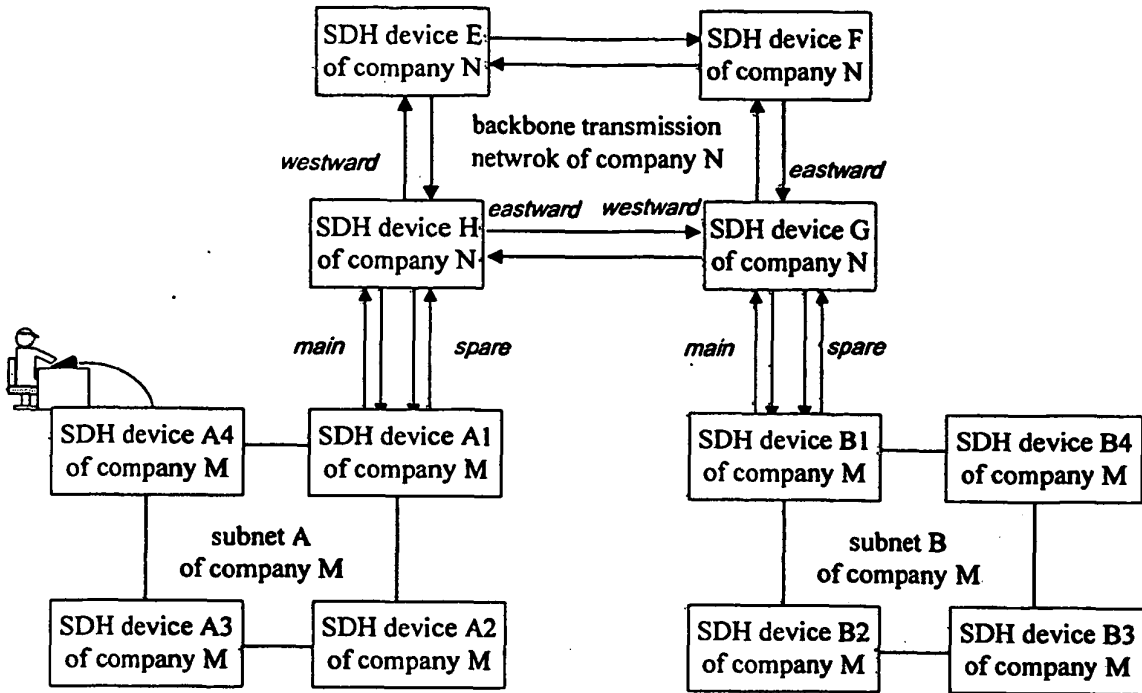 SDH device E
of company N
SDH device F
of company N
backbone transmission
netwrok of company N
westward
eastward
SDH device H
of company N
eastward
westward
SDH device G
of company N
main
spare
main
spare
SDH device A4
of company M
SDH device A1
of company M
SDH device B1
of company M
SDH device B4
of company M
subnet A
of company M
subnet B
of company M
SDH device A3
of company M
SDH device A2
of company M
SDH device B2
of company M
SDH device B3
of company M